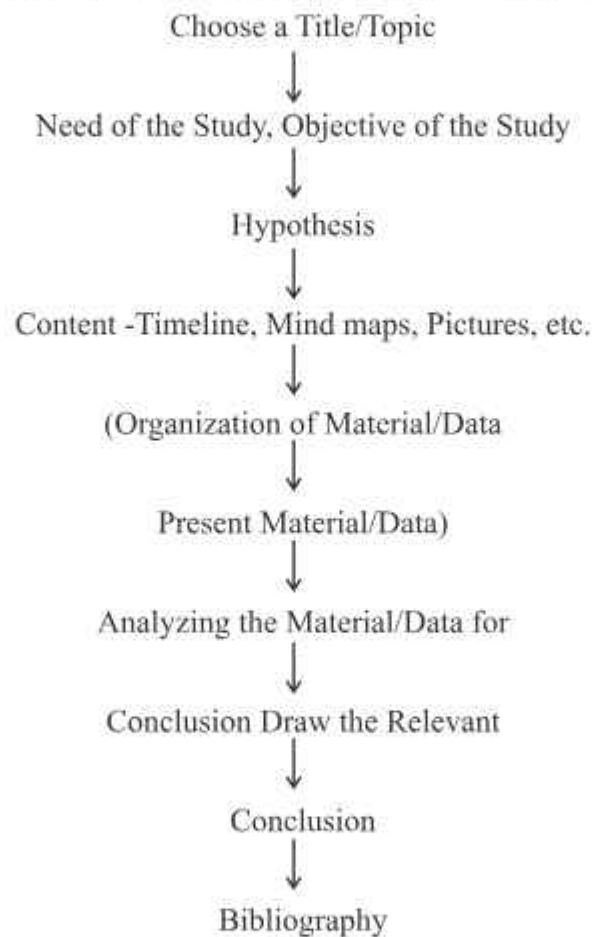 Choose a Title/Topic
Need of the Study, Objective of the Study
Hypothesis
Content -Timeline, Mind maps, Pictures, etc.
(Organization of Material/Data
Present Material/Data)
Analyzing the Material/Data for
Conclusion Draw the Relevant
Conclusion
Bibliography